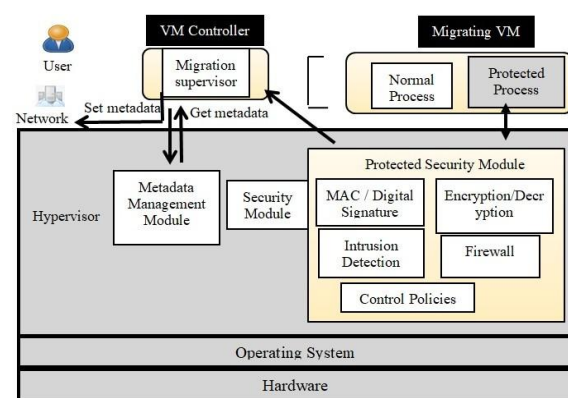 VM Controller
Migrating VM
User
Migration
supervisor
Normal
Process
Protected
Process
Network
Set metadata
Get metadata
Hypervisor
Metadata
Management
Module
Security
Module
Protected Security Module
MAC / Digital
Signature
Encryption/Decr
yption
Intrusion
Detection
Firewall
Control Policies
Operating System
Hardware